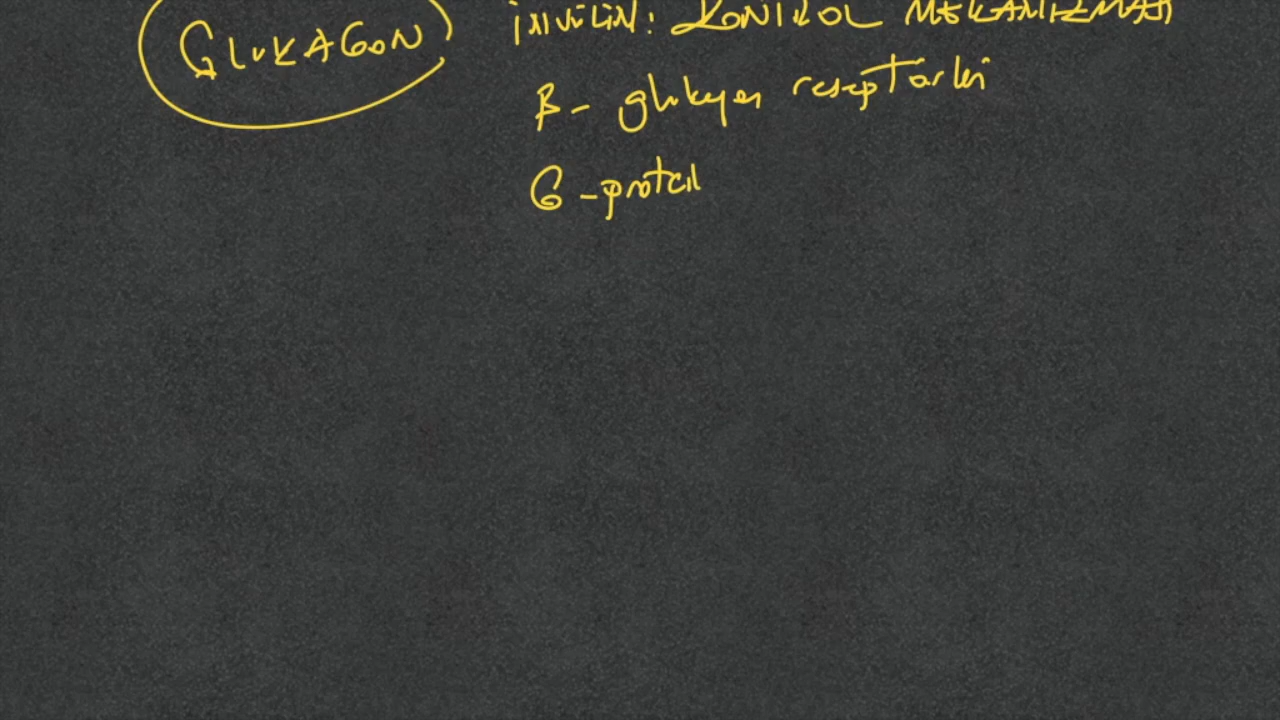 GLUKAGON
İNSÜLİN: KONTROL MEKANİZMASI
β- glukagon reseptörleri
G-protein